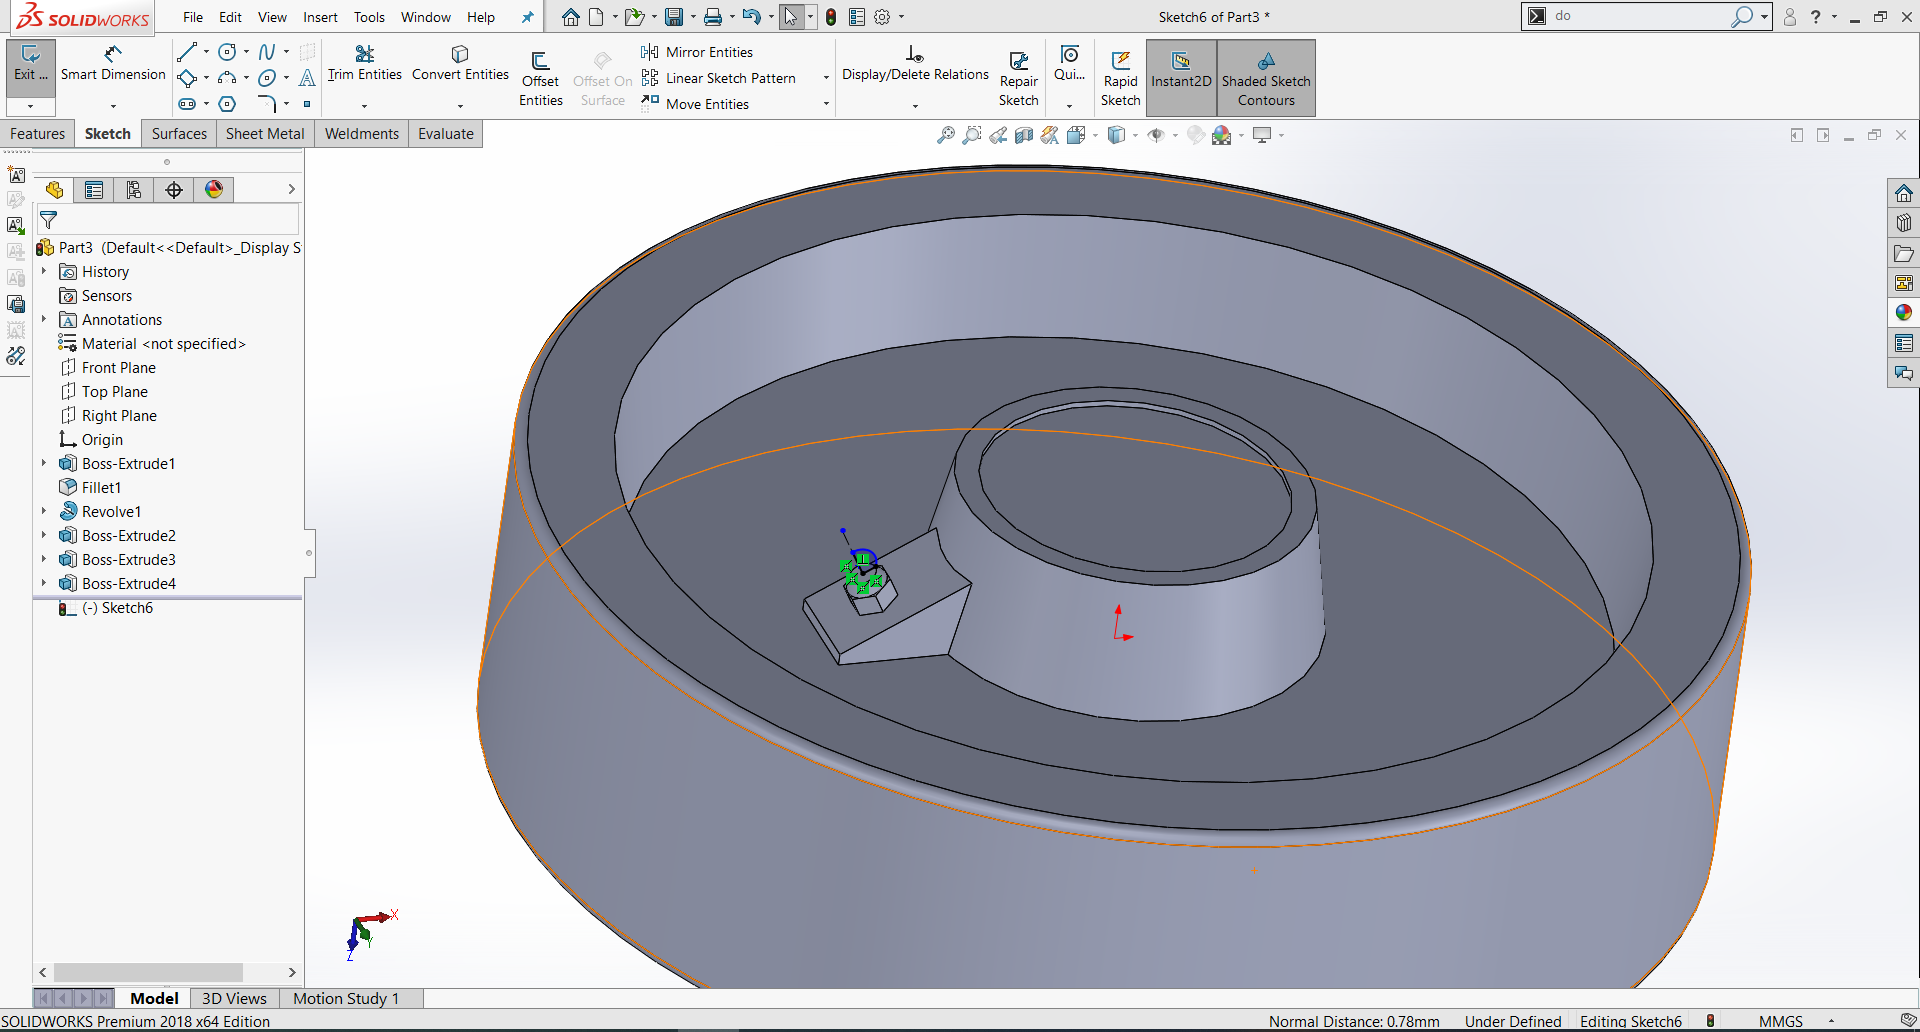 SOLIDWORKS File Edit View Insert Tools Window Help Sketch6 of Part3 * do
Exit ... Smart Dimension Trim Entities Convert Entities Offset Entities Offset On Surface Mirror Entities Linear Sketch Pattern Move Entities Display/Delete Relations Repair Sketch Qui... Rapid Sketch Instant2D Shaded Sketch Contours
Features Sketch Surfaces Sheet Metal Weldments Evaluate
Part3 (Default<<Default>_Display S
History
Sensors
Annotations
Material <not specified>
Front Plane
Top Plane
Right Plane
Origin
Boss-Extrude1
Fillet1
Revolve1
Boss-Extrude2
Boss-Extrude3
Boss-Extrude4
(-) Sketch6
X
Y
Z
Model 3D Views Motion Study 1
SOLIDWORKS Premium 2018 x64 Edition Normal Distance: 0.78mm Under Defined Editing Sketch6 MMGS